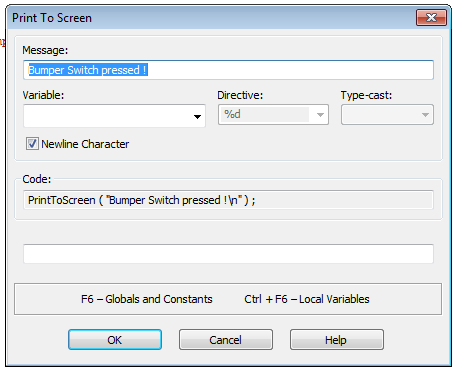 Print To Screen
Message:
Bumper Switch pressed !
Variable: Directive: Type-cast:
%d
Newline Character
Code:
PrintToScreen ( "Bumper Switch pressed !\n" ) ;
F6 – Globals and Constants Ctrl + F6 – Local Variables
OK Cancel Help